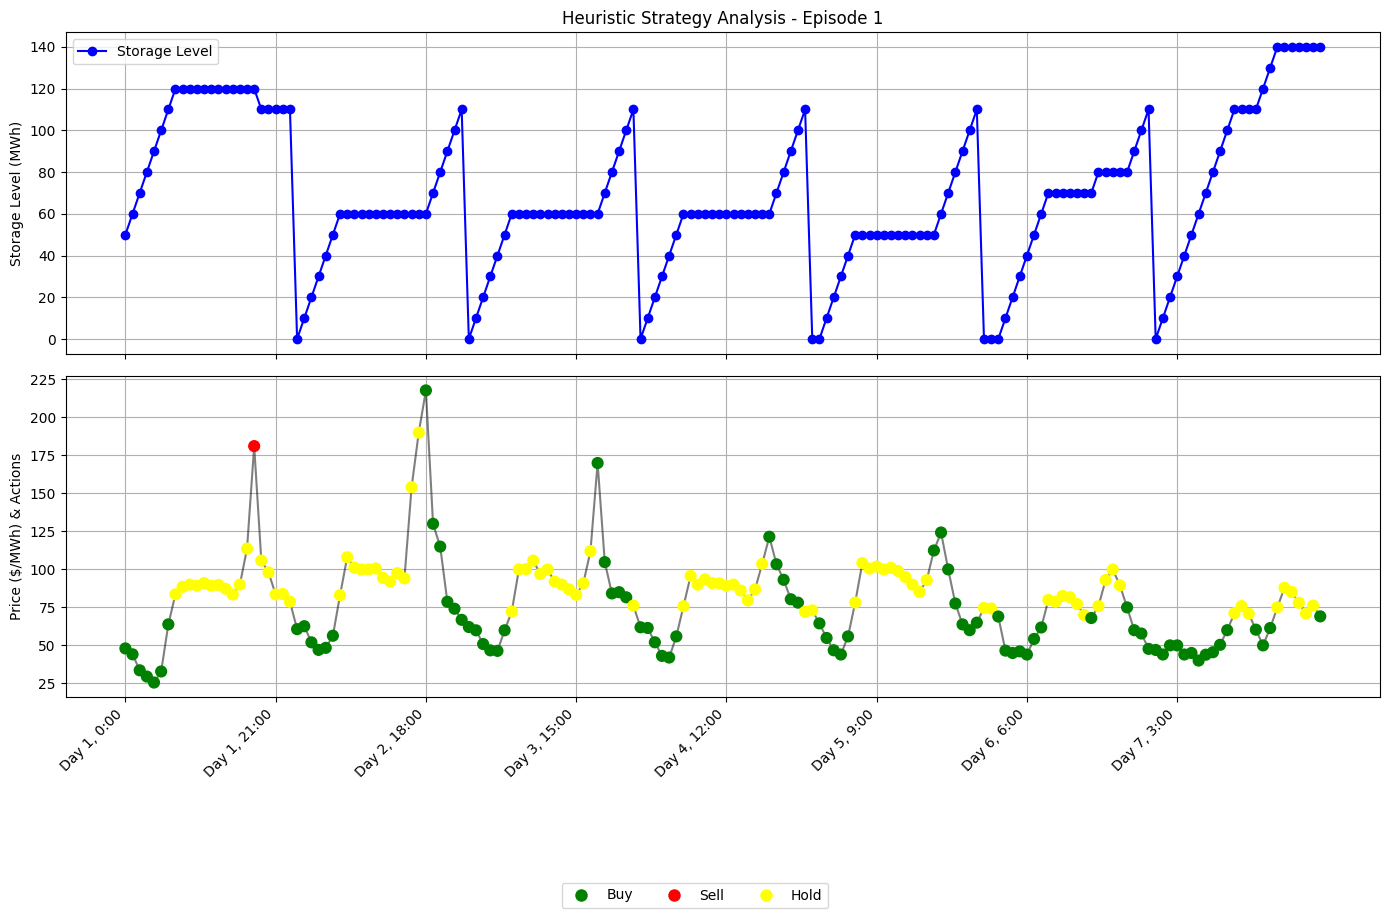 Heuristic Strategy Analysis - Episode 1
Storage Level
Storage Level (MWh)
140
120
100
80
60
40
20
0
Price ($/MWh) & Actions
225
200
175
150
125
100
75
50
25
Day 1, 0:00
Day 1, 21:00
Day 2, 18:00
Day 3, 15:00
Day 4, 12:00
Day 5, 9:00
Day 6, 6:00
Day 7, 3:00
Buy
Sell
Hold